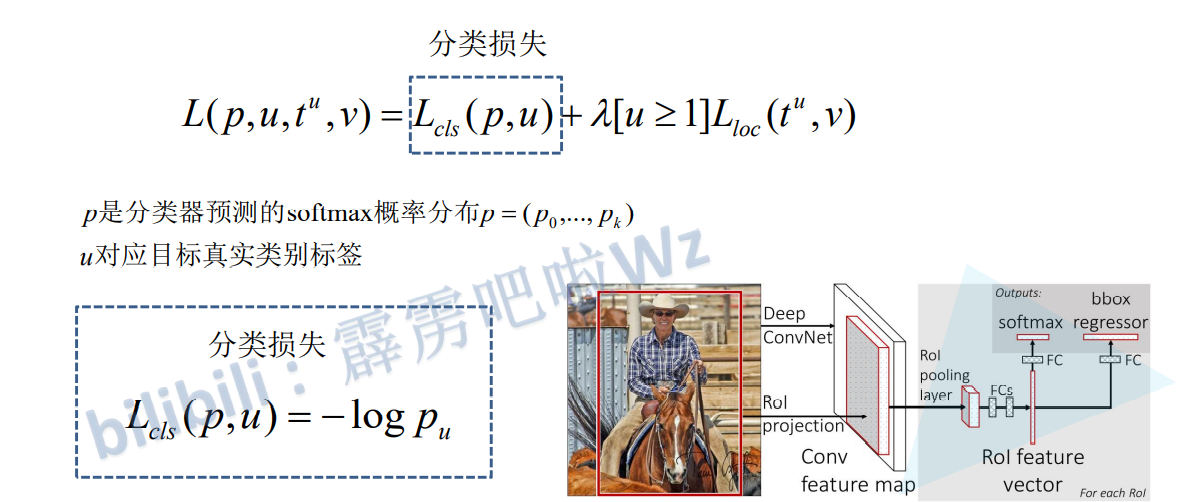 分类损失
L(p,u,t^u,v) = L_cls(p,u) + λ[u ≥ 1]L_loc(t^u,v)
p是分类器预测的softmax概率分布p = (p_0,..., p_k)
u对应目标真实类别标签
分类损失
L_cls(p,u) = −log p_u
bilibili：霹雳吧啦Wz
Deep
ConvNet
RoI
projection
Conv
feature map
RoI
pooling
layer
FCs
Outputs:
softmax
bbox
regressor
FC
FC
RoI feature
vector
For each RoI